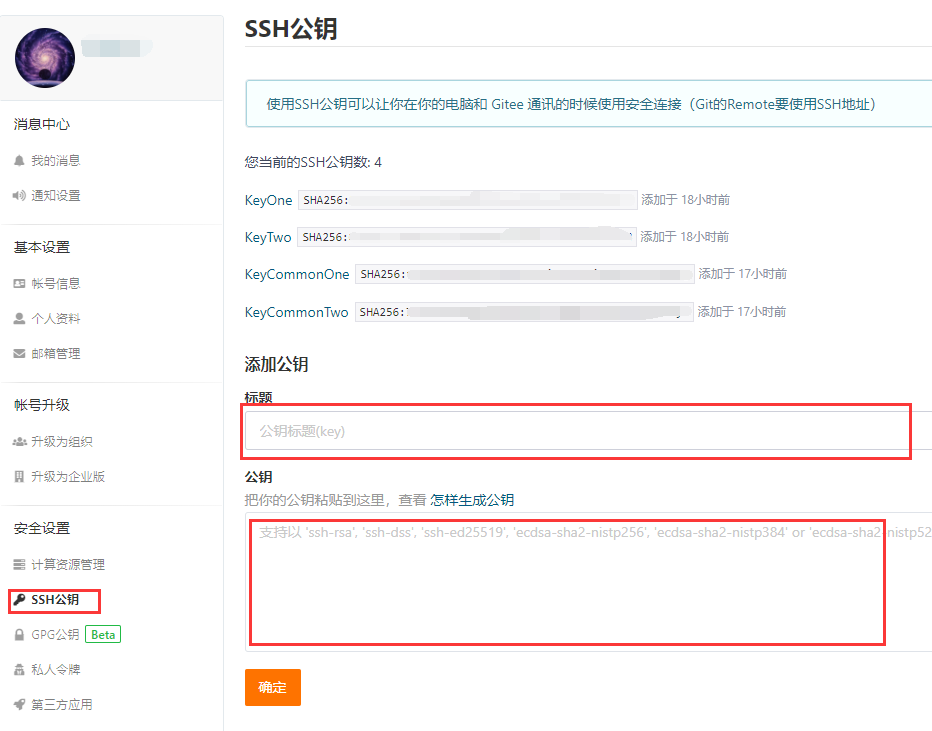 SSH公钥
使用SSH公钥可以让你在你的电脑和 Gitee 通讯的时候使用安全连接（Git的Remote要使用SSH地址）
您当前的SSH公钥数: 4
KeyOne SHA256: 添加于 18小时前
KeyTwo SHA256: 添加于 18小时前
KeyCommonOne SHA256: 添加于 17小时前
KeyCommonTwo SHA256: 添加于 17小时前
添加公钥
标题
公钥标题(key)
公钥
把你的公钥粘贴到这里，查看 怎样生成公钥
支持以 'ssh-rsa', 'ssh-dss', 'ssh-ed25519', 'ecdsa-sha2-nistp256', 'ecdsa-sha2-nistp384' or 'ecdsa-sha2-nistp52
确定
消息中心
我的消息
通知设置
基本设置
帐号信息
个人资料
邮箱管理
帐号升级
升级为组织
升级为企业版
安全设置
计算资源管理
SSH公钥
GPG公钥 Beta
私人令牌
第三方应用